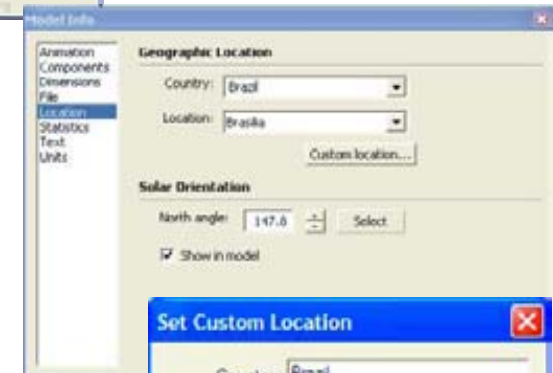 Model Info
Animation
Components
Dimensions
File
Location
Statistics
Text
Units
Geographic Location
Country: Brazil
Location: Brasilia
Custom location...
Solar Orientation
North angle: 147.8 Select
Show in model
Set Custom Location
Country: Brazil